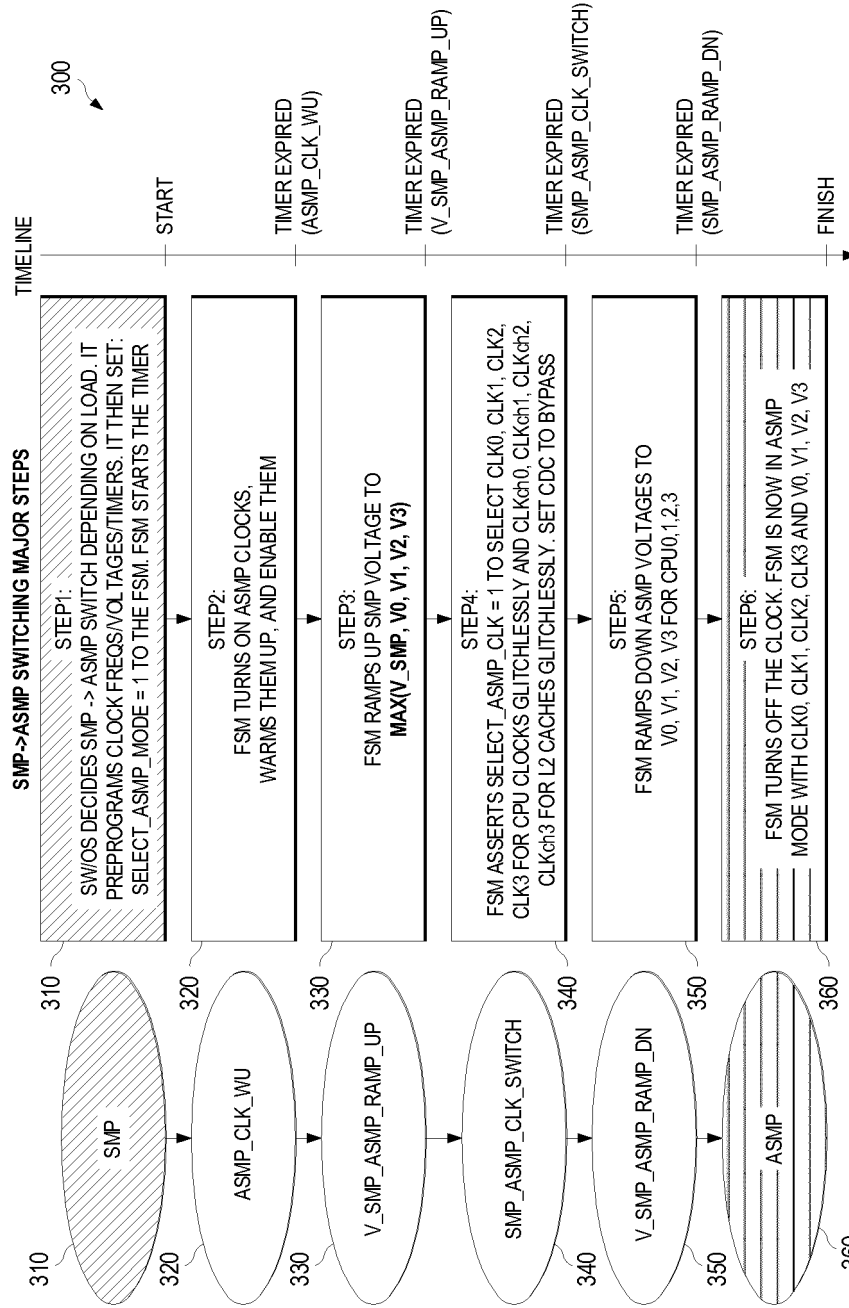 SMP->ASMP SWITCHING MAJOR STEPS
300
TIMELINE
310
SMP
310
STEP1:
SW/OS DECIDES SMP -> ASMP SWITCH DEPENDING ON LOAD. IT
PREPROGRAMS CLOCK FREQS/VOLTAGES/TIMERS. IT THEN SET:
SELECT_ASMP_MODE = 1 TO THE FSM. FSM STARTS THE TIMER
START
320
ASMP_CLK_WU
320
STEP2:
FSM TURNS ON ASMP CLOCKS,
WARMS THEM UP, AND ENABLE THEM
TIMER EXPIRED
(ASMP_CLK_WU)
330
V_SMP_ASMP_RAMP_UP
330
STEP3:
FSM RAMPS UP SMP VOLTAGE TO
MAX(V_SMP, V0, V1, V2, V3)
TIMER EXPIRED
(V_SMP_ASMP_RAMP_UP)
SMP_ASMP_CLK_SWITCH
340
STEP4:
FSM ASSERTS SELECT_ASMP_CLK = 1 TO SELECT CLK0, CLK1, CLK2,
CLK3 FOR CPU CLOCKS GLITCHLESSLY AND CLKch0, CLKch1, CLKch2,
CLKch3 FOR L2 CACHES GLITCHLESSLY. SET CDC TO BYPASS
340
TIMER EXPIRED
(SMP_ASMP_CLK_SWITCH)
V_SMP_ASMP_RAMP_DN
350
STEP5:
FSM RAMPS DOWN ASMP VOLTAGES TO
V0, V1, V2, V3 FOR CPU0,1,2,3
350
TIMER EXPIRED
(SMP_ASMP_RAMP_DN)
ASMP
360
STEP6:
FSM TURNS OFF THE CLOCK. FSM IS NOW IN ASMP
MODE WITH CLK0, CLK1, CLK2, CLK3 AND V0, V1, V2, V3
360
FINISH